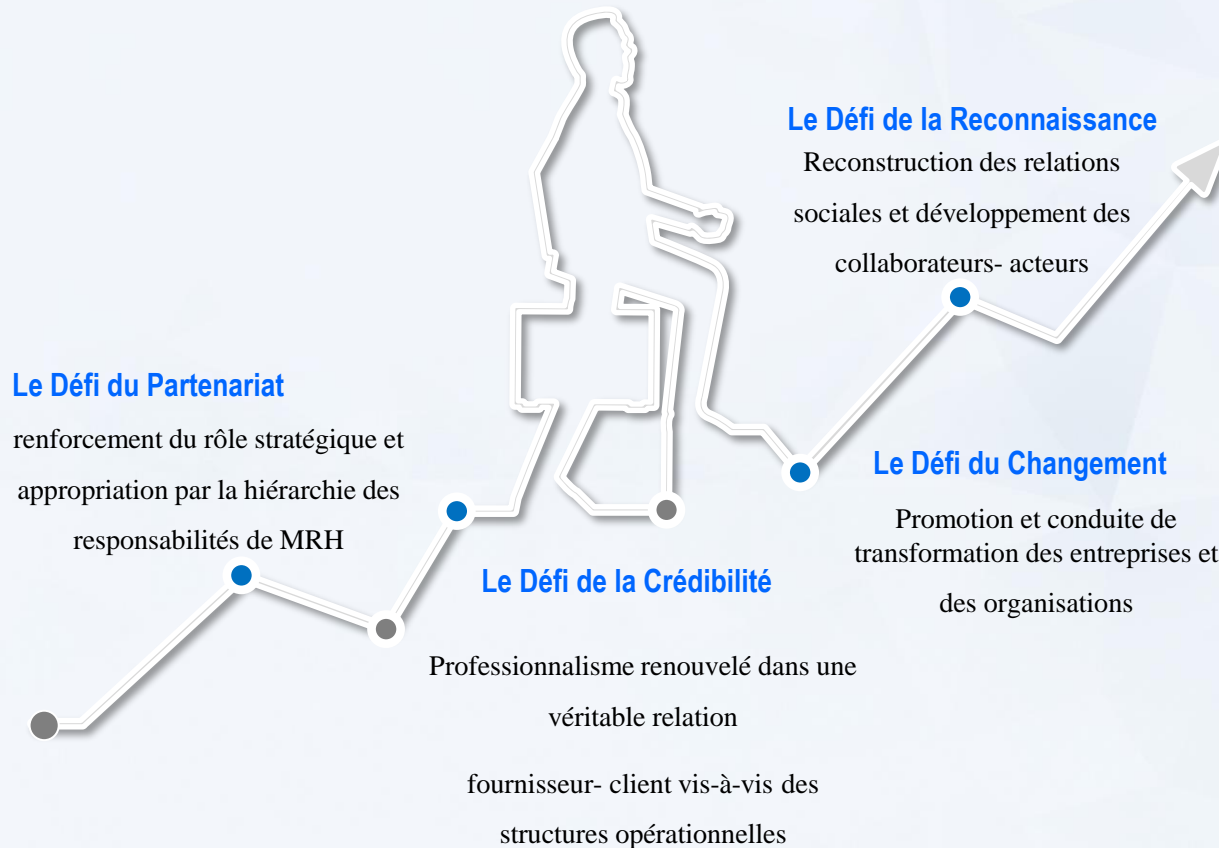 Le Défi de la Reconnaissance
Reconstruction des relations
sociales et développement des
collaborateurs- acteurs
Le Défi du Partenariat
renforcement du rôle stratégique et
appropriation par la hiérarchie des
responsabilités de MRH
Le Défi du Changement
Promotion et conduite de
transformation des entreprises et
des organisations
Le Défi de la Crédibilité
Professionnalisme renouvelé dans une
véritable relation
fournisseur- client vis-à-vis des
structures opérationnelles